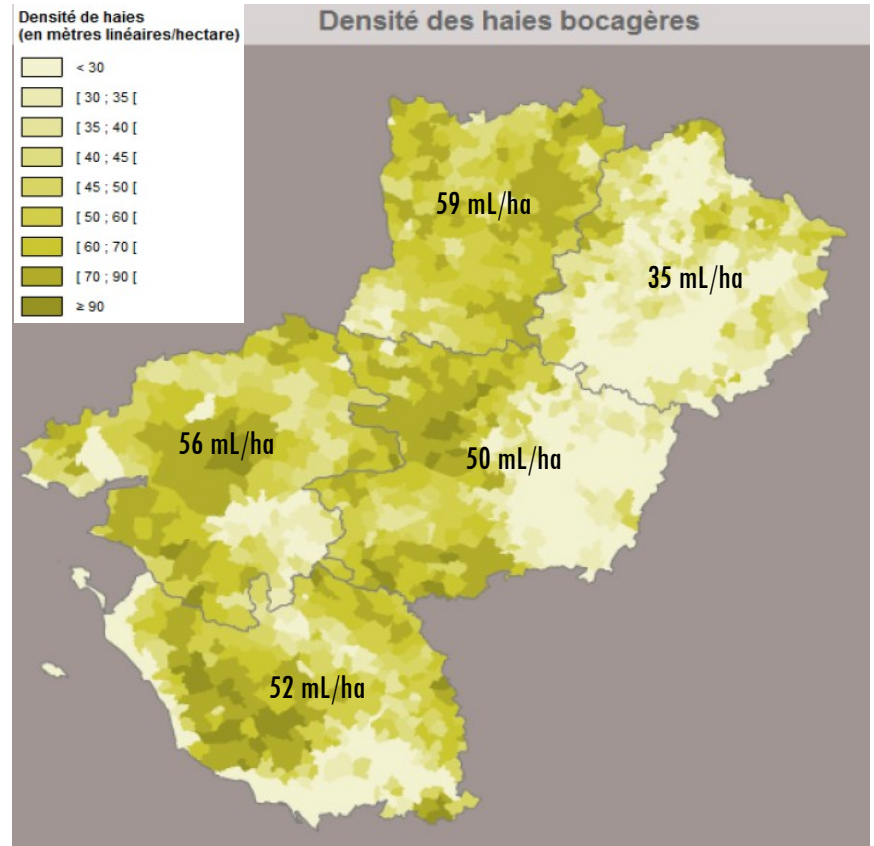 Densité de haies
(en mètres linéaires/hectare)
< 30
[ 30 ; 35 [
[ 35 ; 40 [
[ 40 ; 45 [
[ 45 ; 50 [
[ 50 ; 60 [
[ 60 ; 70 [
[ 70 ; 90 [
≥ 90
Densité des haies bocagères
59 mL/ha
35 mL/ha
56 mL/ha
50 mL/ha
52 mL/ha